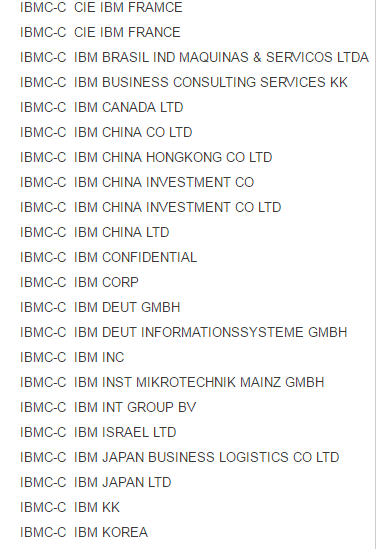 IBMC-C CIE IBM FRAMCE
IBMC-C CIE IBM FRANCE
IBMC-C IBM BRASIL IND MAQUINAS & SERVICOS LTDA
IBMC-C IBM BUSINESS CONSULTING SERVICES KK
IBMC-C IBM CANADA LTD
IBMC-C IBM CHINA CO LTD
IBMC-C IBM CHINA HONGKONG CO LTD
IBMC-C IBM CHINA INVESTMENT CO
IBMC-C IBM CHINA INVESTMENT CO LTD
IBMC-C IBM CHINA LTD
IBMC-C IBM CONFIDENTIAL
IBMC-C IBM CORP
IBMC-C IBM DEUT GMBH
IBMC-C IBM DEUT INFORMATIONSSYSTEME GMBH
IBMC-C IBM INC
IBMC-C IBM INST MIKROTECHNIK MAINZ GMBH
IBMC-C IBM INT GROUP BV
IBMC-C IBM ISRAEL LTD
IBMC-C IBM JAPAN BUSINESS LOGISTICS CO LTD
IBMC-C IBM JAPAN LTD
IBMC-C IBM KK
IBMC-C IBM KOREA